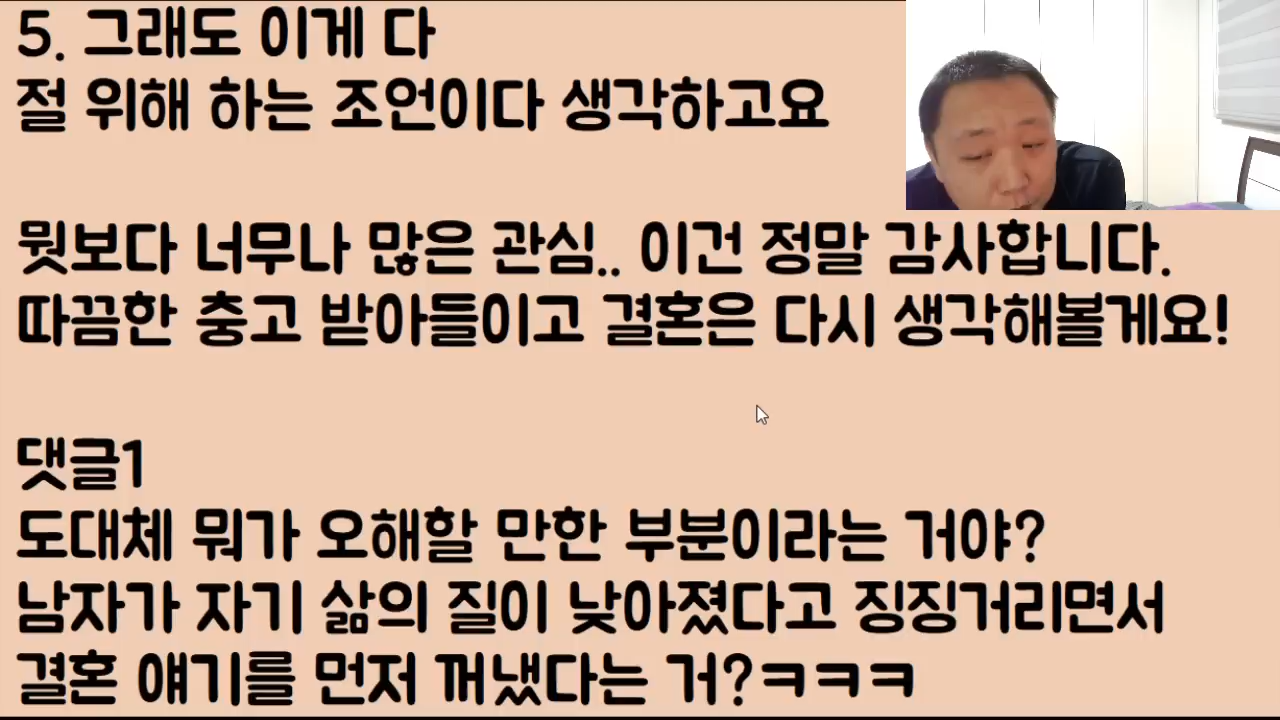 5. 그래도 이게 다
절 위해 하는 조언이다 생각하고요
뭣보다 너무나 많은 관심.. 이건 정말 감사합니다.
따끔한 충고 받아들이고 결혼은 다시 생각해볼게요!
댓글1
도대체 뭐가 오해할 만한 부분이라는 거야?
남자가 자기 삶의 질이 낮아졌다고 징징거리면서
결혼 얘기를 먼저 꺼냈다는 거?ㅋㅋㅋ